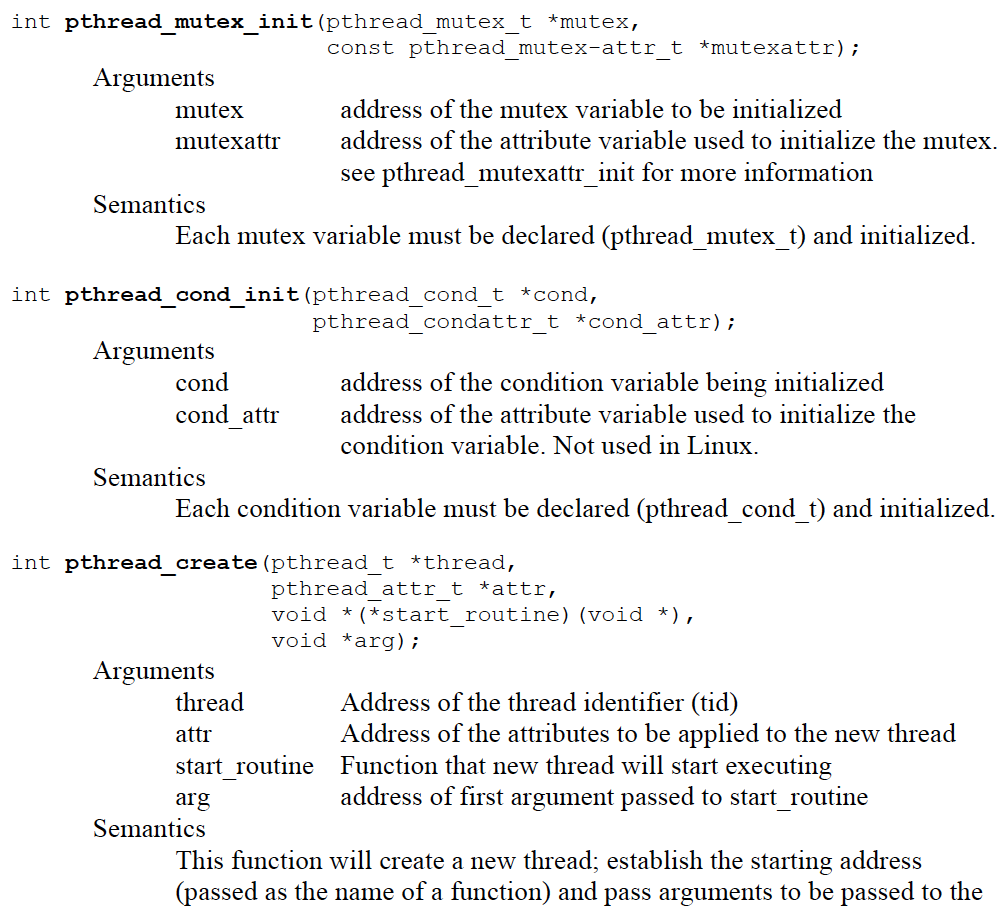 int pthread_mutex_init(pthread_mutex_t *mutex,
const pthread_mutex-attr_t *mutexattr);
Arguments
mutex address of the mutex variable to be initialized
mutexattr address of the attribute variable used to initialize the mutex.
see pthread_mutexattr_init for more information
Semantics
Each mutex variable must be declared (pthread_mutex_t) and initialized.
int pthread_cond_init(pthread_cond_t *cond,
pthread_condattr_t *cond_attr);
Arguments
cond address of the condition variable being initialized
cond_attr address of the attribute variable used to initialize the
condition variable. Not used in Linux.
Semantics
Each condition variable must be declared (pthread_cond_t) and initialized.
int pthread_create(pthread_t *thread,
pthread_attr_t *attr,
void *(*start_routine)(void *),
void *arg);
Arguments
thread Address of the thread identifier (tid)
attr Address of the attributes to be applied to the new thread
start_routine Function that new thread will start executing
arg address of first argument passed to start_routine
Semantics
This function will create a new thread; establish the starting address
(passed as the name of a function) and pass arguments to be passed to the